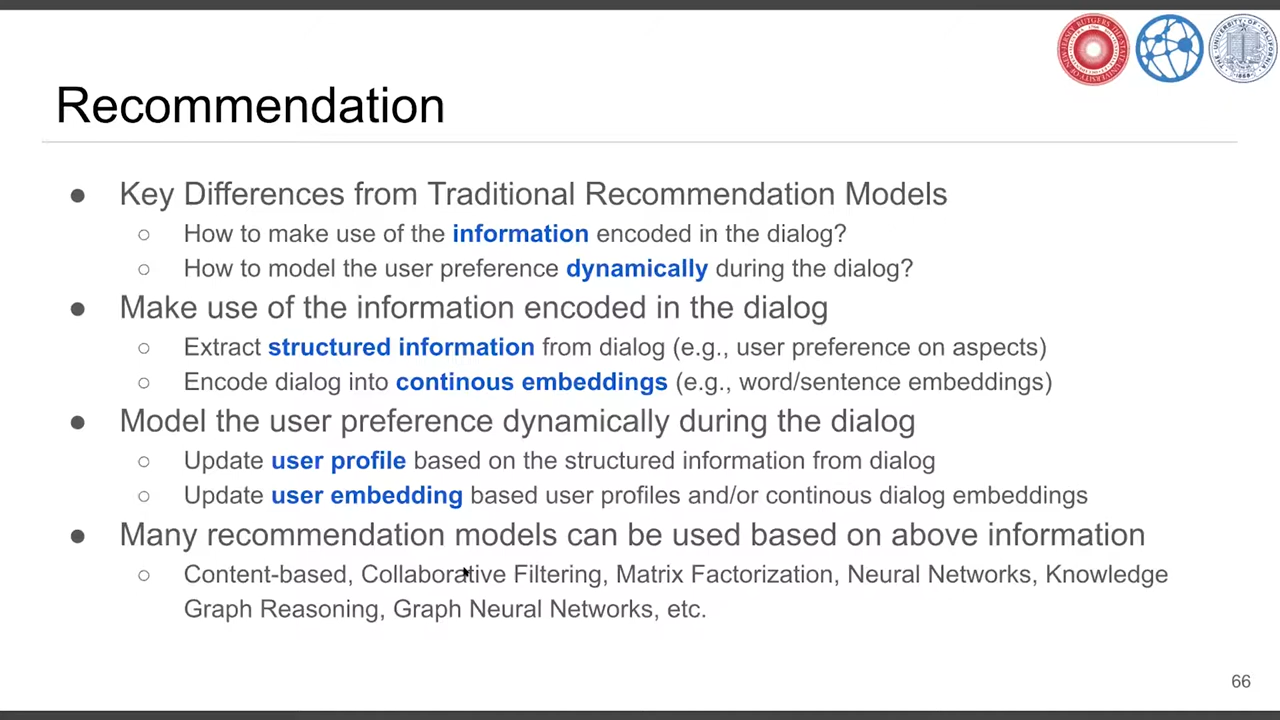 Recommendation
● Key Differences from Traditional Recommendation Models
○ How to make use of the information encoded in the dialog?
○ How to model the user preference dynamically during the dialog?
● Make use of the information encoded in the dialog
○ Extract structured information from dialog (e.g., user preference on aspects)
○ Encode dialog into continous embeddings (e.g., word/sentence embeddings)
● Model the user preference dynamically during the dialog
○ Update user profile based on the structured information from dialog
○ Update user embedding based user profiles and/or continous dialog embeddings
● Many recommendation models can be used based on above information
○ Content-based, Collaborative Filtering, Matrix Factorization, Neural Networks, Knowledge
Graph Reasoning, Graph Neural Networks, etc.
66